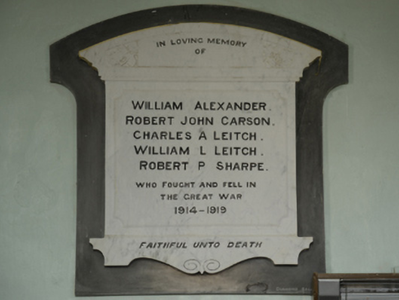 IN LOVING MEMORY
OF
WILLIAM ALEXANDER.
ROBERT JOHN CARSON.
CHARLES A LEITCH.
WILLIAM L LEITCH.
ROBERT P SHARPE.
WHO FOUGHT AND FELL IN
THE GREAT WAR
1914-1919
FAITHFUL UNTO DEATH